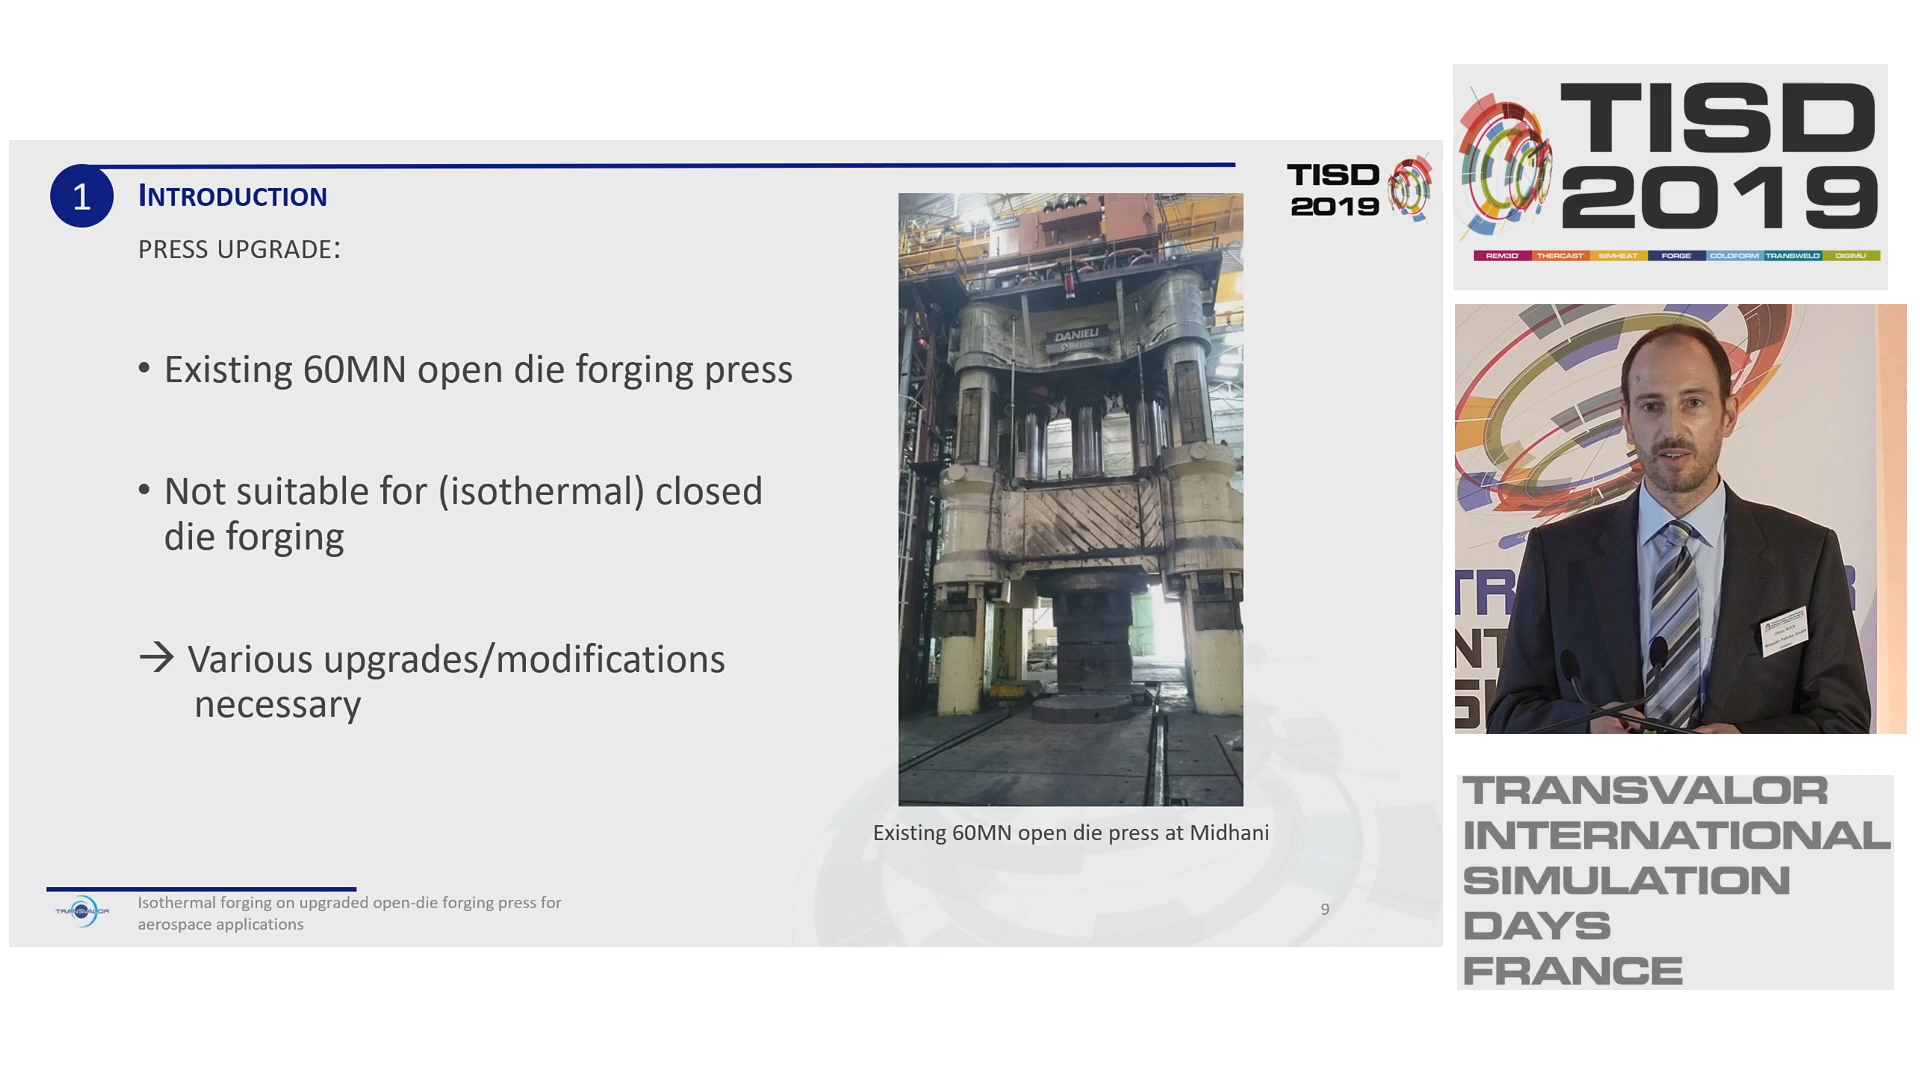 1
INTRODUCTION
PRESS UPGRADE:
• Existing 60MN open die forging press
• Not suitable for (isothermal) closed
die forging
→ Various upgrades/modifications
necessary
DANIELI
Existing 60MN open die press at Midhani
TRANSVALOR
Isothermal forging on upgraded open-die forging press for
aerospace applications
9
TISD
2019
TISD
2019
REM3D
THERCAST
SIMHEAT
FORGE
COLDFORM
TRANSWELD
DIGIMU
TRANSVALOR
INTERNATIONAL
SIMULATION
DAYS
FRANCE